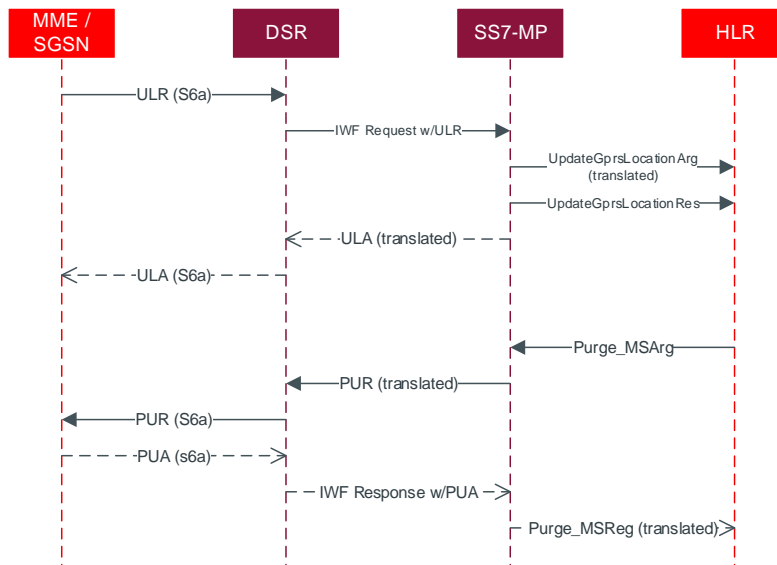 MME /
SGSN
DSR
SS7-MP
HLR
ULR (S6a)
IWF Request w/ULR
UpdateGprsLocationArg
(translated)
UpdateGprsLocationRes
ULA (translated)
ULA (S6a)
Purge_MSArg
PUR (translated)
PUR (S6a)
PUA (s6a)
IWF Response w/PUA
Purge_MSReg (translated)